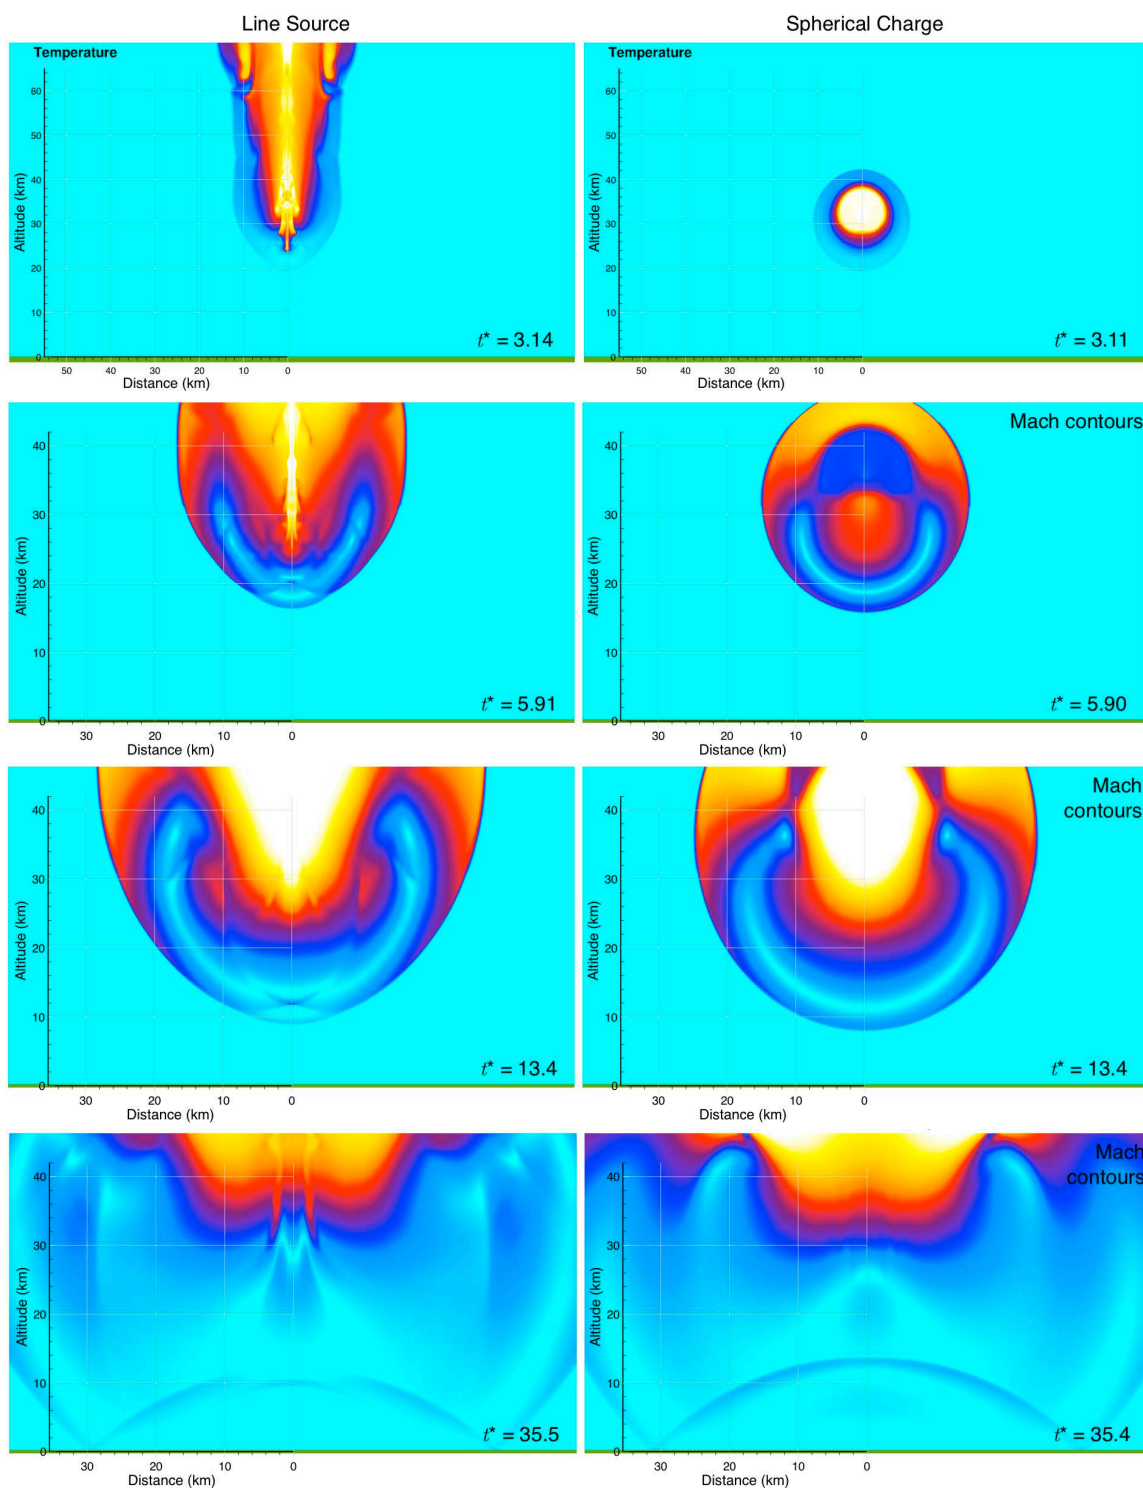 Line Source
Spherical Charge
Temperature
60
50
40
30
20
10
0
Altitude (km)
50 40 30 20 10 0
Distance (km)
t* = 3.14
Temperature
60
50
40
30
20
10
0
Altitude (km)
50 40 30 20 10 0
Distance (km)
t* = 3.11
40
30
20
10
0
Altitude (km)
30 20 10 0
Distance (km)
t* = 5.91
Mach contours
40
30
20
10
0
Altitude (km)
30 20 10 0
Distance (km)
t* = 5.90
40
30
20
10
0
Altitude (km)
30 20 10 0
Distance (km)
t* = 13.4
Mach
contours
40
30
20
10
0
Altitude (km)
30 20 10 0
Distance (km)
t* = 13.4
40
30
20
10
0
Altitude (km)
30 20 10 0
Distance (km)
t* = 35.5
Mach
contours
40
30
20
10
0
Altitude (km)
30 20 10 0
Distance (km)
t* = 35.4